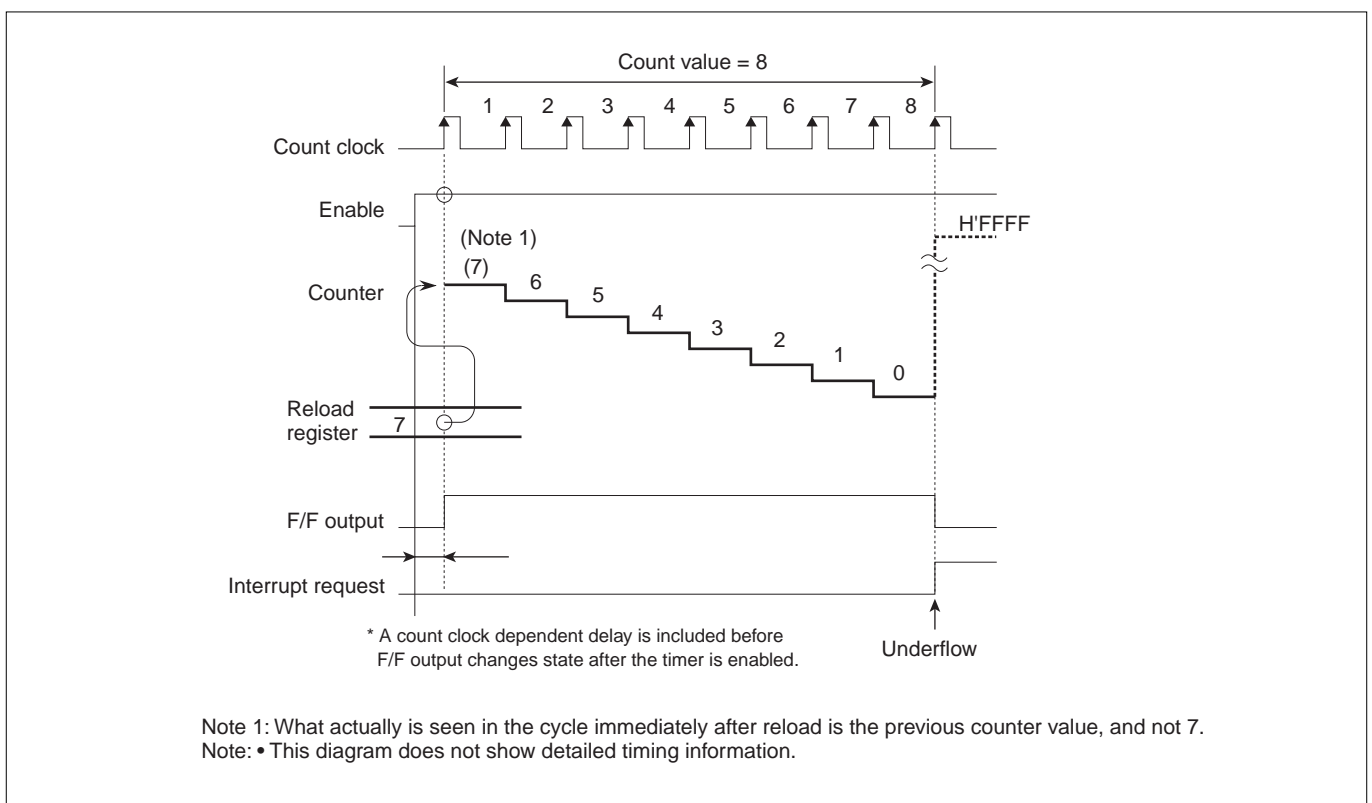 Count value = 8
1 2 3 4 5 6 7 8
Count clock
Enable
H'FFFF
(Note 1)
(7)
6
Counter
5
4
3
2
1
0
Reload
register
7
F/F output
Interrupt request
* A count clock dependent delay is included before
F/F output changes state after the timer is enabled.
Underflow
Note 1: What actually is seen in the cycle immediately after reload is the previous counter value, and not 7.
Note: • This diagram does not show detailed timing information.